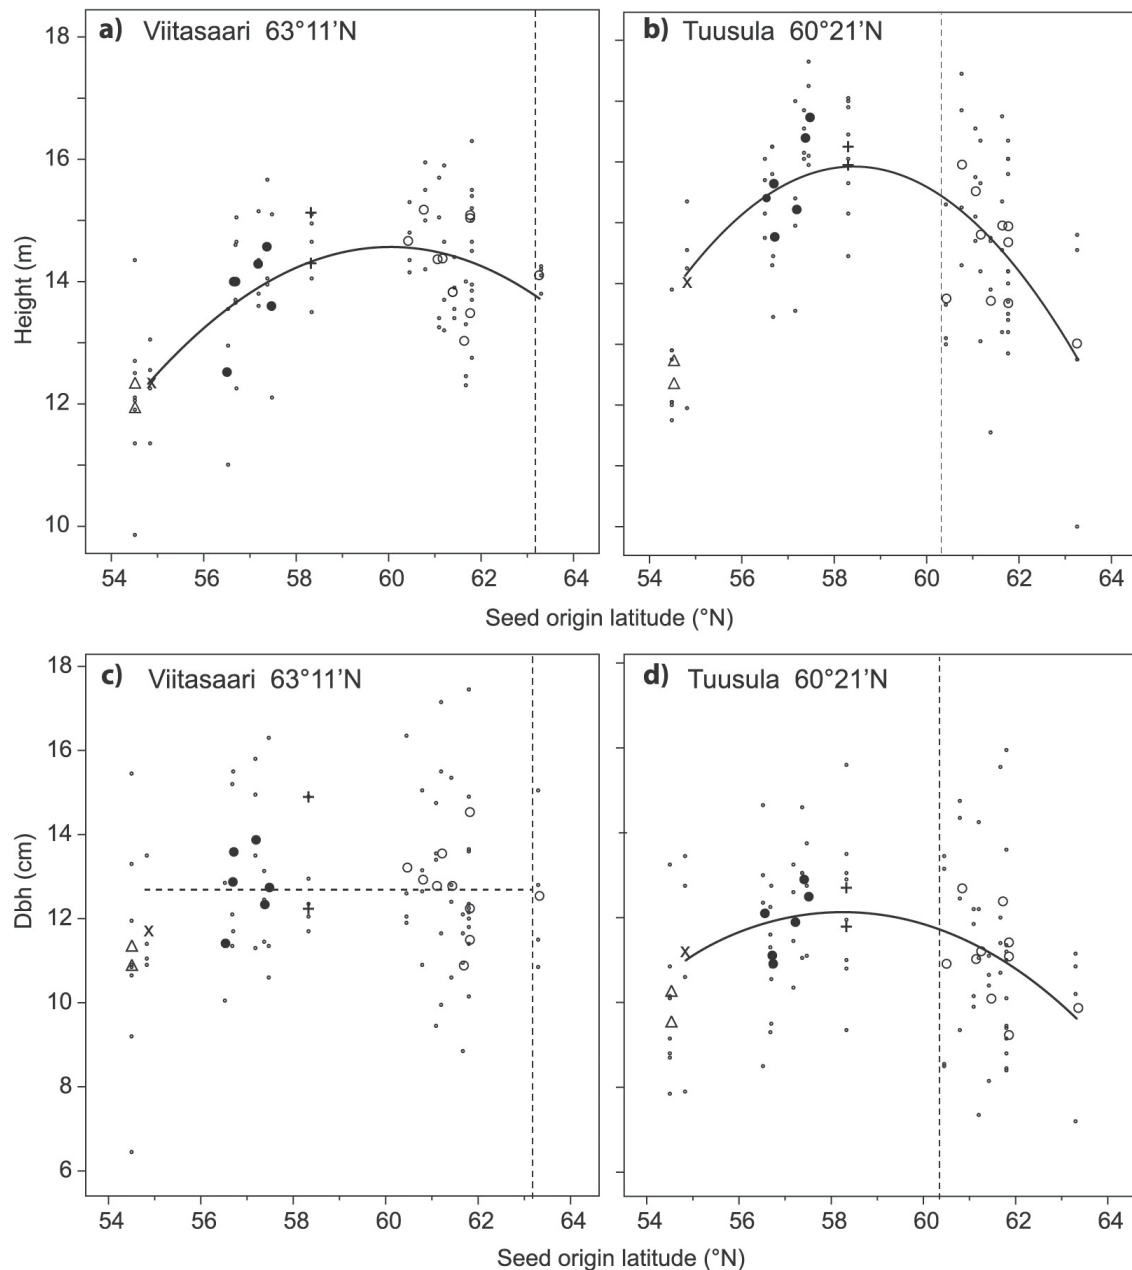 a) Viitasaari 63°11’N
b) Tuusula 60°21’N
Height (m)
18
16
14
12
10
54 56 58 60 62 64
54 56 58 60 62 64
Seed origin latitude (°N)
c) Viitasaari 63°11’N
d) Tuusula 60°21’N
Dbh (cm)
18
16
14
12
10
8
6
54 56 58 60 62 64
54 56 58 60 62 64
Seed origin latitude (°N)